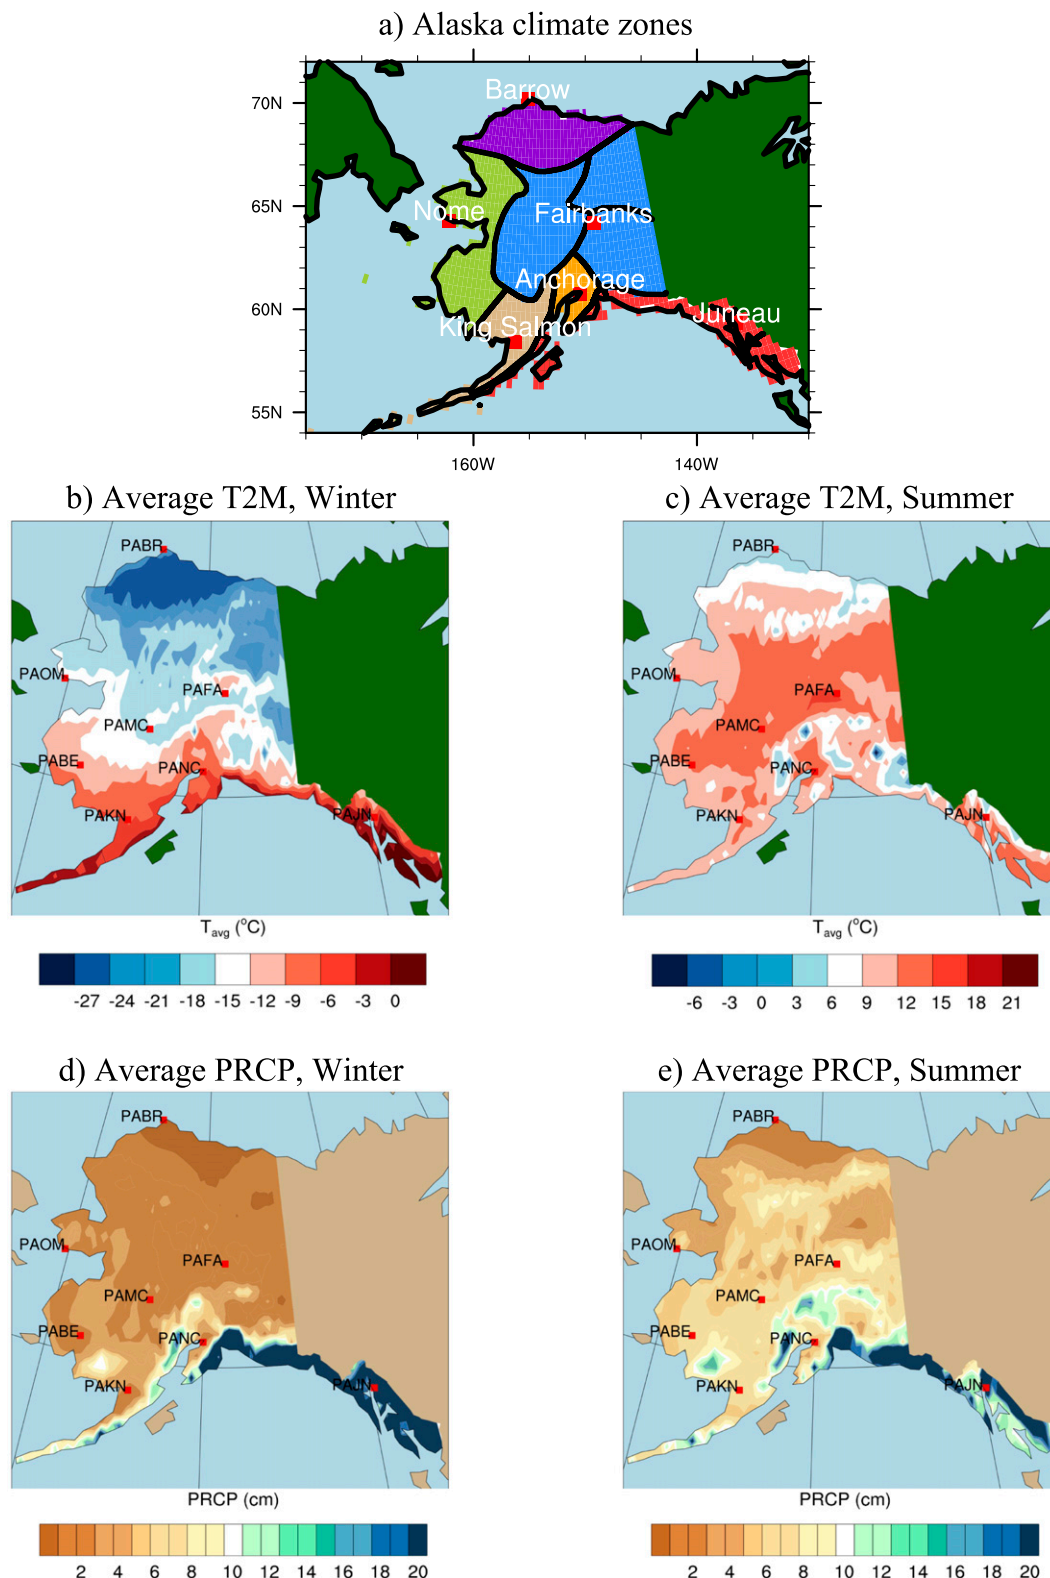 a) Alaska climate zones
70N
65N
60N
55N
160W
140W
Barrow
Nome
Fairbanks
Anchorage
King Salmon
Juneau
b) Average T2M, Winter
PABR
PAOM
PAFA
PAMC
PABE
PANC
PAKN
PAJN
Tavg (°C)
-27 -24 -21 -18 -15 -12 -9 -6 -3 0
c) Average T2M, Summer
PABR
PAOM
PAFA
PAMC
PABE
PANC
PAKN
PAJN
Tavg (°C)
-6 -3 0 3 6 9 12 15 18 21
d) Average PRCP, Winter
PABR
PAOM
PAFA
PAMC
PABE
PANC
PAKN
PAJN
PRCP (cm)
2 4 6 8 10 12 14 16 18 20
e) Average PRCP, Summer
PABR
PAOM
PAFA
PAMC
PABE
PANC
PAKN
PAJN
PRCP (cm)
2 4 6 8 10 12 14 16 18 20